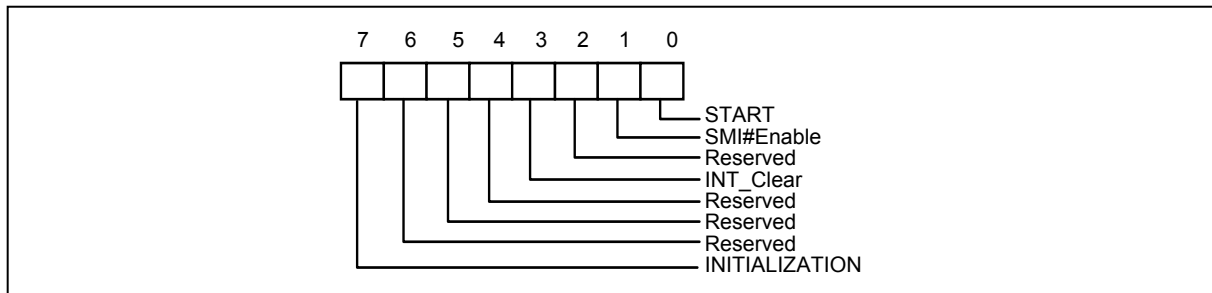 7 6 5 4 3 2 1 0
START
SMI#Enable
Reserved
INT_Clear
Reserved
Reserved
Reserved
INITIALIZATION